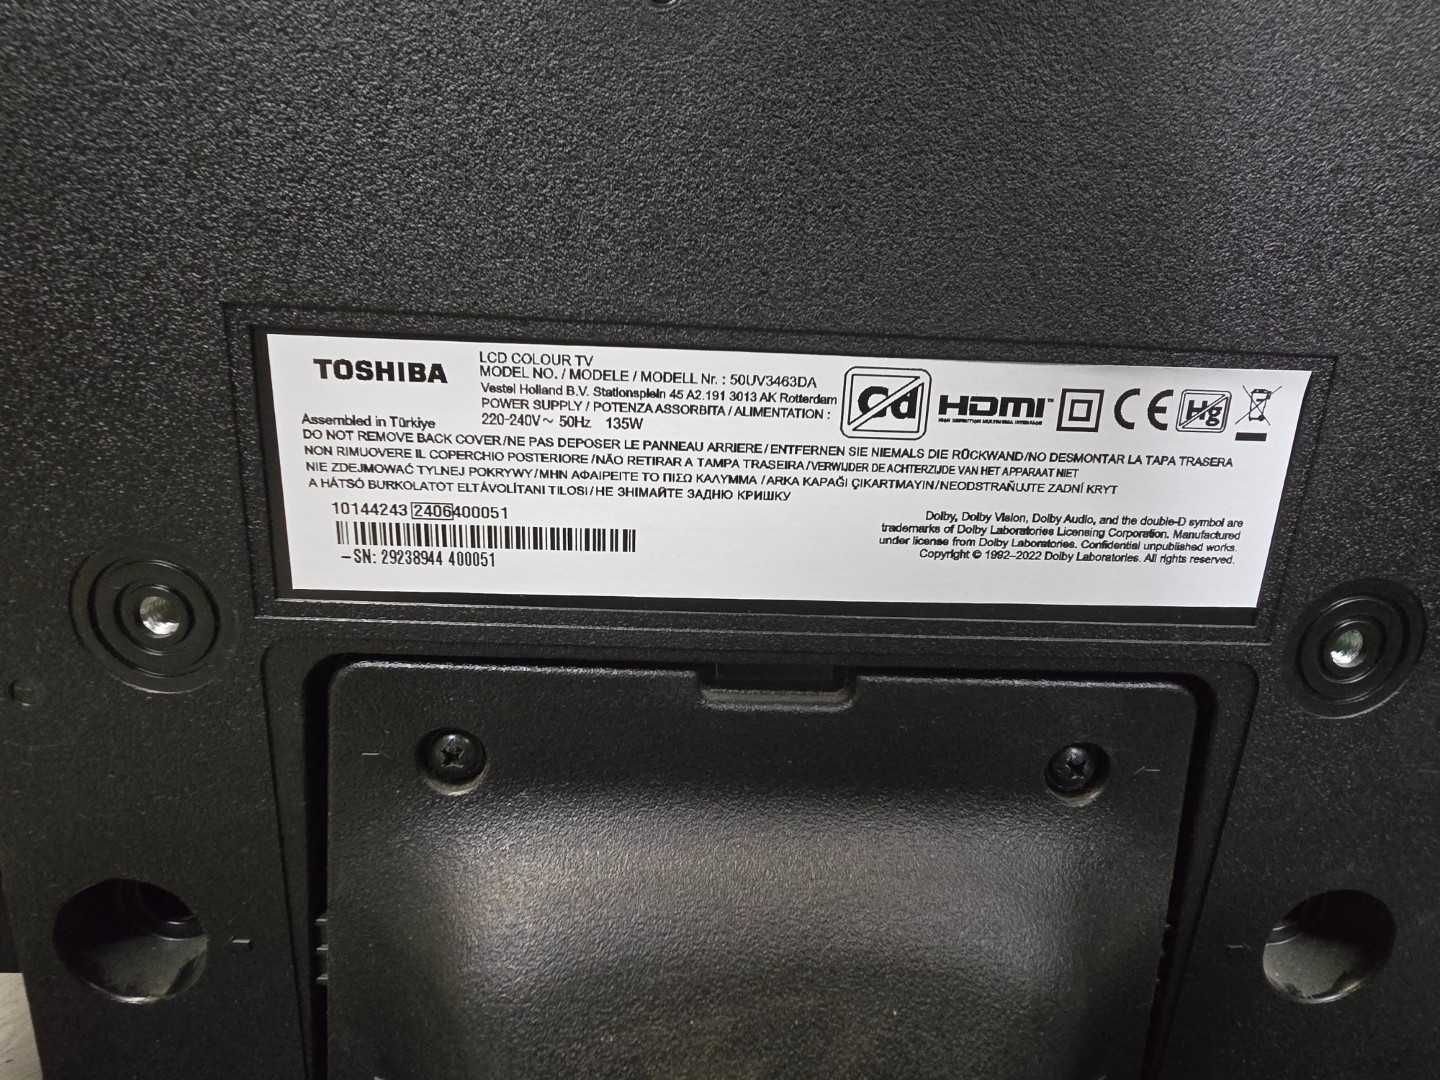 TOSHIBA
LCD COLOUR TV
MODEL NO. / MODELE / MODELL Nr. : 50UV3463DA
Vestel Holland B.V. Stationsplein 45 A2.191 3013 AK Rotterdam
POWER SUPPLY / POTENZA ASSORBITA / ALIMENTATION :
220-240V ~ 50Hz 135W
Assembled in Türkiye
Cd
HDMI™
HIGH DEFINITION MULTIMEDIA INTERFACE
CE
Hg
DO NOT REMOVE BACK COVER/NE PAS DEPOSER LE PANNEAU ARRIERE/ENTFERNEN SIE NIEMALS DIE RÜCKWAND/NO DESMONTAR LA TAPA TRASERA
NON RIMUOVERE IL COPERCHIO POSTERIORE/NÃO RETIRAR A TAMPA TRASEIRA/VERWIJDER DE ACHTERZIJDE VAN HET APPARAAT NIET
NIE ZDEJMOWAĆ TYLNEJ POKRYWY/ΜΗΝ ΑΦΑΙΡΕΙΤΕ ΤΟ ΠΙΣΩ ΚΑΛΥΜΜΑ/ARKA KAPAĞI ÇIKARTMAYIN/NEODSTRAŇUJTE ZADNÍ KRYT
A HÁTSÓ BURKOLATOT ELTÁVOLÍTANI TILOS!/НЕ ЗНІМАЙТЕ ЗАДНЮ КРИШКУ
10144243 2406400051
-SN: 29238944 400051
Dolby, Dolby Vision, Dolby Audio, and the double-D symbol are
trademarks of Dolby Laboratories Licensing Corporation. Manufactured
under license from Dolby Laboratories. Confidential unpublished works.
Copyright © 1992–2022 Dolby Laboratories. All rights reserved.